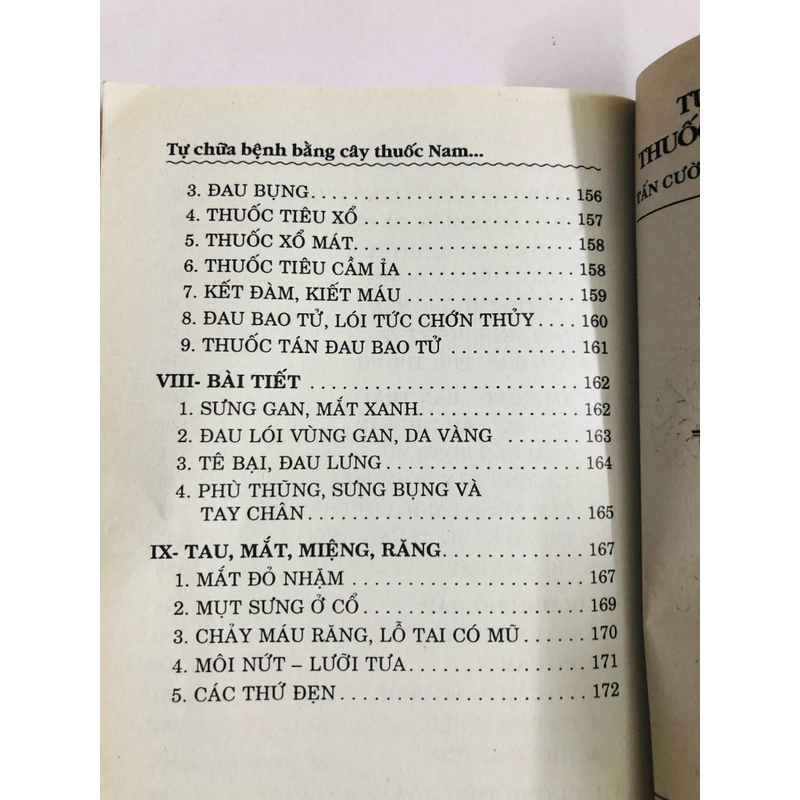 Tự chữa bệnh bằng cây thuốc Nam...
3. ĐAU BỤNG . . . . . . . . . . . . . . . . . . . . . . . 156
4. THUỐC TIÊU XỔ . . . . . . . . . . . . . . . . . . 157
5. THUỐC XỔ MÁT. . . . . . . . . . . . . . . . . . . 158
6. THUỐC TIÊU CẦM ỈA . . . . . . . . . . . . . . 158
7. KẾT ĐÀM, KIẾT MÁU . . . . . . . . . . . . . . 159
8. ĐAU BAO TỬ, LÓI TỨC CHỚN THỦY . . . . 160
9. THUỐC TÁN ĐAU BAO TỬ . . . . . . . . . . . 161
VIII- BÀI TIẾT . . . . . . . . . . . . . . . . . . . . . . . 162
1. SƯNG GAN, MẮT XANH. . . . . . . . . . . . . . 162
2. ĐAU LÓI VÙNG GAN, DA VÀNG . . . . . . . 163
3. TÊ BẠI, ĐAU LƯNG . . . . . . . . . . . . . . . . . 164
4. PHÙ THŨNG, SƯNG BỤNG VÀ
TAY CHÂN . . . . . . . . . . . . . . . . . . . . . . . 165
IX- TAU, MẮT, MIỆNG, RĂNG. . . . . . . . . . . . 167
1. MẮT ĐỎ NHẶM . . . . . . . . . . . . . . . . . . . . 167
2. MỤT SƯNG Ở CỔ . . . . . . . . . . . . . . . . . . . 169
3. CHẢY MÁU RĂNG, LỖ TAI CÓ MŨ . . . . . . 170
4. MÔI NỨT – LƯỠI TƯA . . . . . . . . . . . . . . . 171
5. CÁC THỨ ĐẸN . . . . . . . . . . . . . . . . . . . . . 172
THUỐC
TẤN